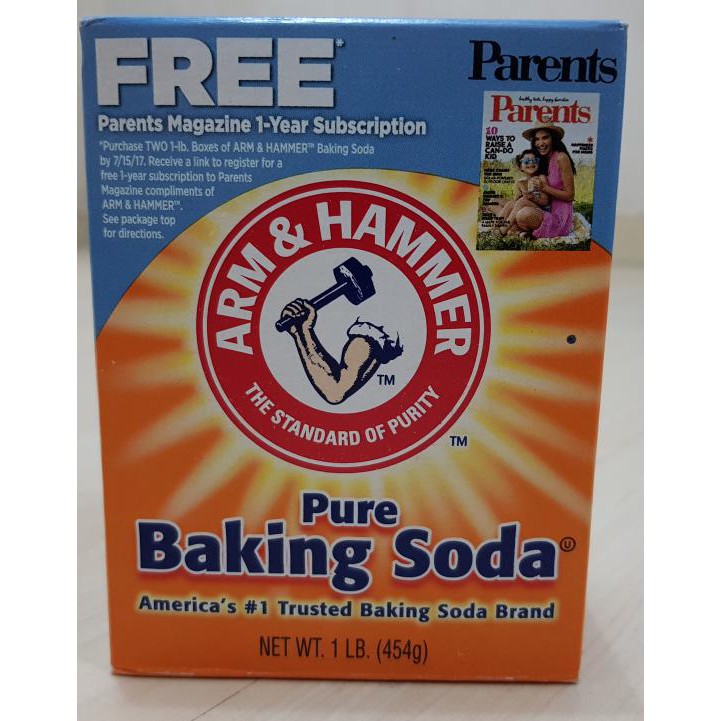 FREE*
Parents Magazine 1-Year Subscription
*Purchase TWO 1-lb. Boxes of ARM & HAMMER™ Baking Soda
by 7/15/17. Receive a link to register for a
free 1-year subscription to Parents
Magazine compliments of
ARM & HAMMER™.
See package top
for directions.
Parents
Parents
10
WAYS TO
RAISE A
CAN-DO
KID
ARM & HAMMER
THE STANDARD OF PURITY
TM
TM
Pure
Baking Soda
U
America's #1 Trusted Baking Soda Brand
NET WT. 1 LB. (454g)